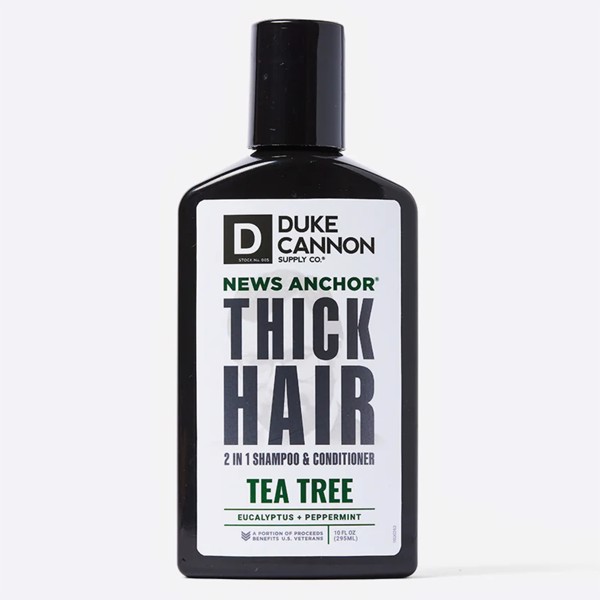 D
DUKE
CANNON
SUPPLY CO.®
NEWS ANCHOR®
THICK
HAIR
2 IN 1 SHAMPOO & CONDITIONER
TEA TREE
EUCALYPTUS + PEPPERMINT
A PORTION OF PROCEEDS
BENEFITS U.S. VETERANS
10 FL OZ
(295ML)